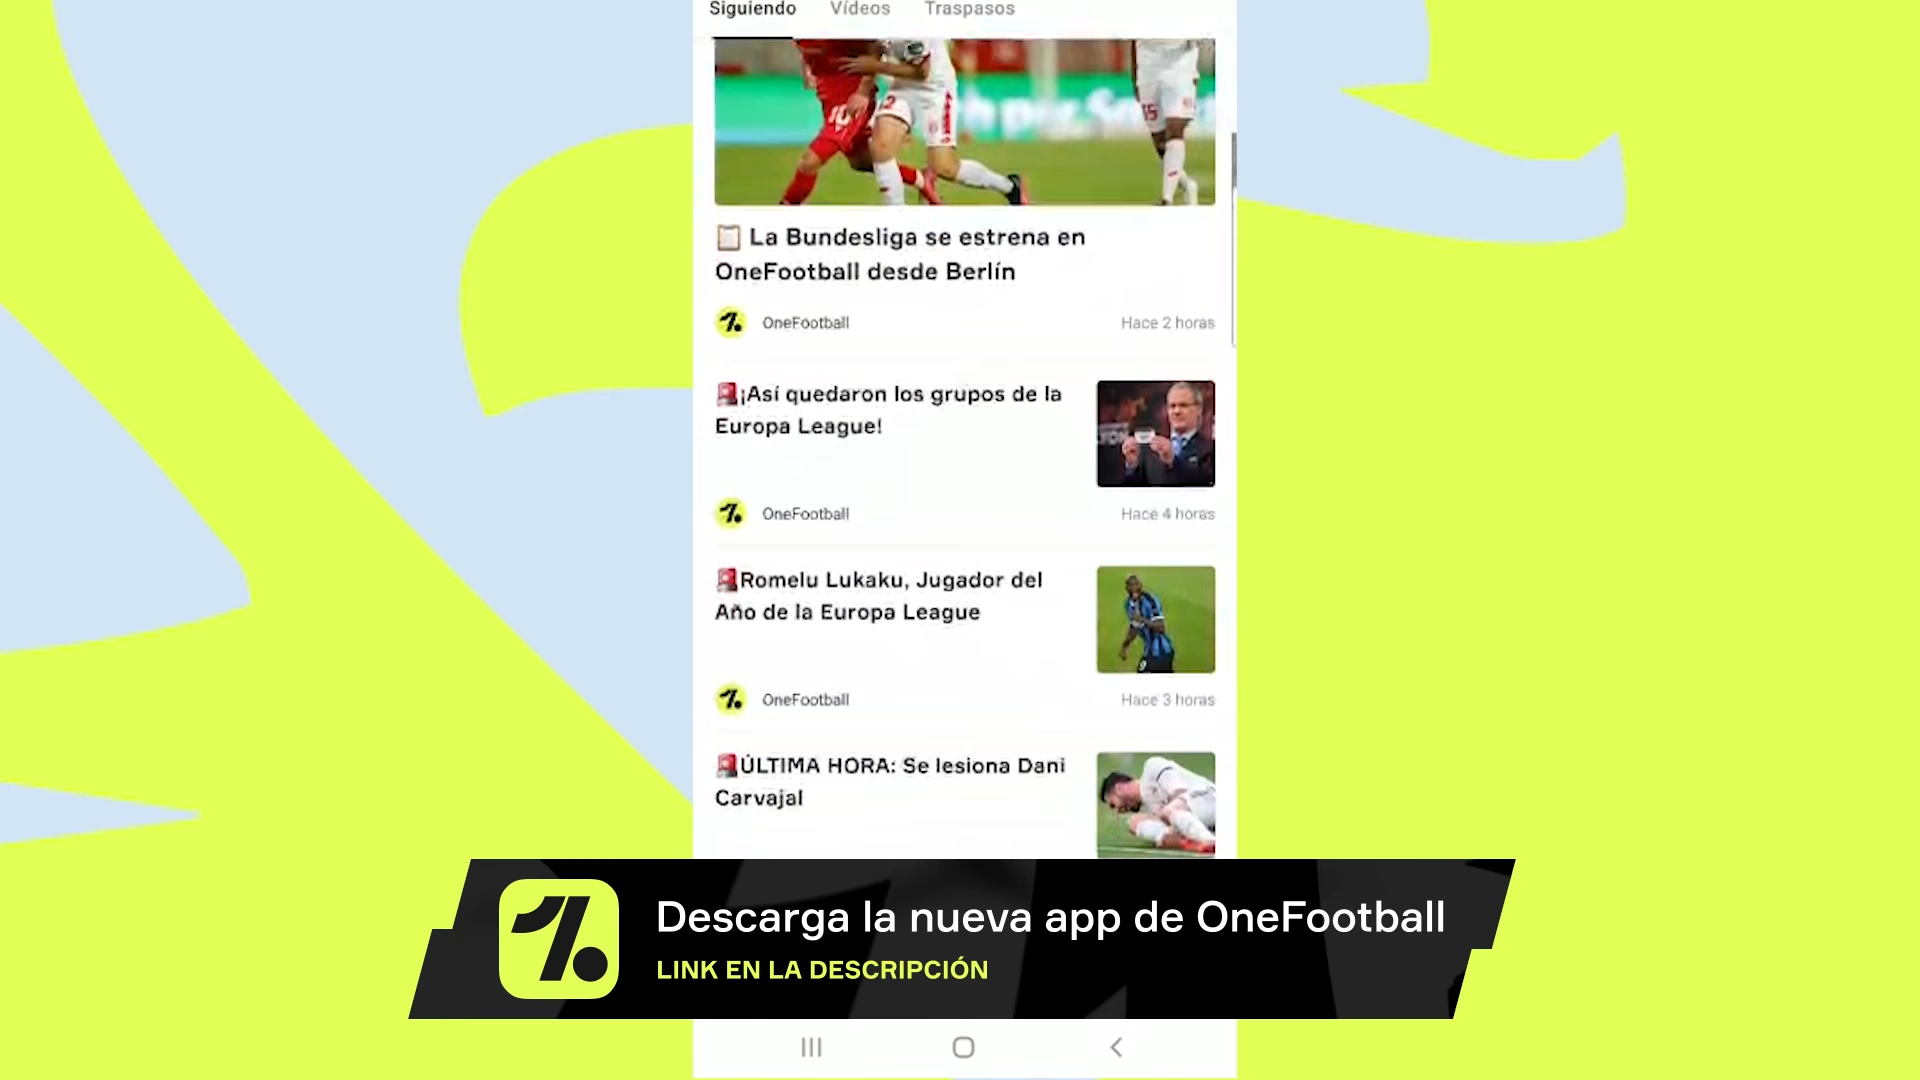 Siguiendo Vídeos Traspasos
📋 La Bundesliga se estrena en
OneFootball desde Berlín
OneFootball Hace 2 horas
🚨¡Así quedaron los grupos de la
Europa League!
OneFootball Hace 4 horas
🚨Romelu Lukaku, Jugador del
Año de la Europa League
OneFootball Hace 3 horas
🚨ÚLTIMA HORA: Se lesiona Dani
Carvajal
Descarga la nueva app de OneFootball
LINK EN LA DESCRIPCIÓN